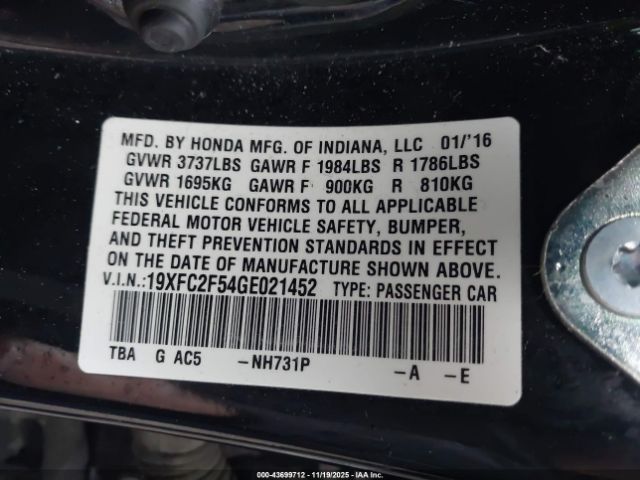 MFD. BY HONDA MFG. OF INDIANA, LLC 01/'16
GVWR 3737LBS GAWR F 1984LBS R 1786LBS
GVWR 1695KG GAWR F 900KG R 810KG
THIS VEHICLE CONFORMS TO ALL APPLICABLE
FEDERAL MOTOR VEHICLE SAFETY, BUMPER,
AND THEFT PREVENTION STANDARDS IN EFFECT
ON THE DATE OF MANUFACTURE SHOWN ABOVE.
V.I.N.:19XFC2F54GE021452 TYPE: PASSENGER CAR
TBA G AC5 -NH731P -A -E
000-43699712 - 11/19/2025 - IAAI.COM